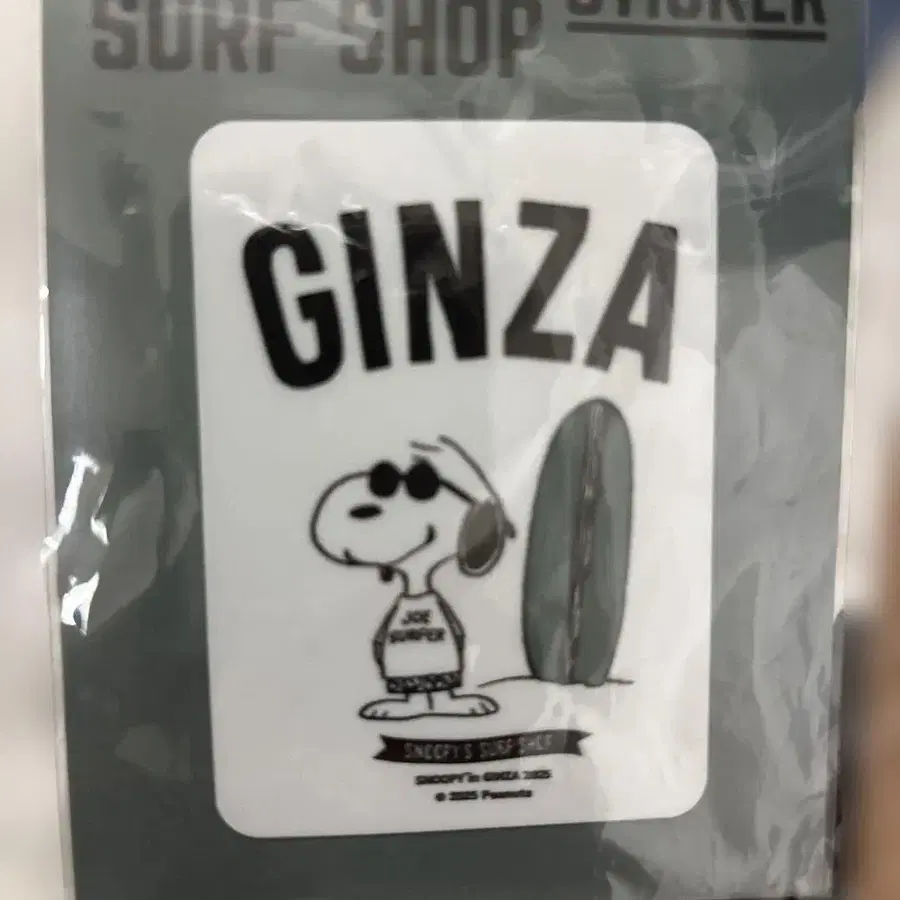 SURF SHOP STICKER
GINZA
JOE
SURFER
SNOOPY'S SURF SHOP
SNOOPY in GINZA 2025
© 2025 Peanuts